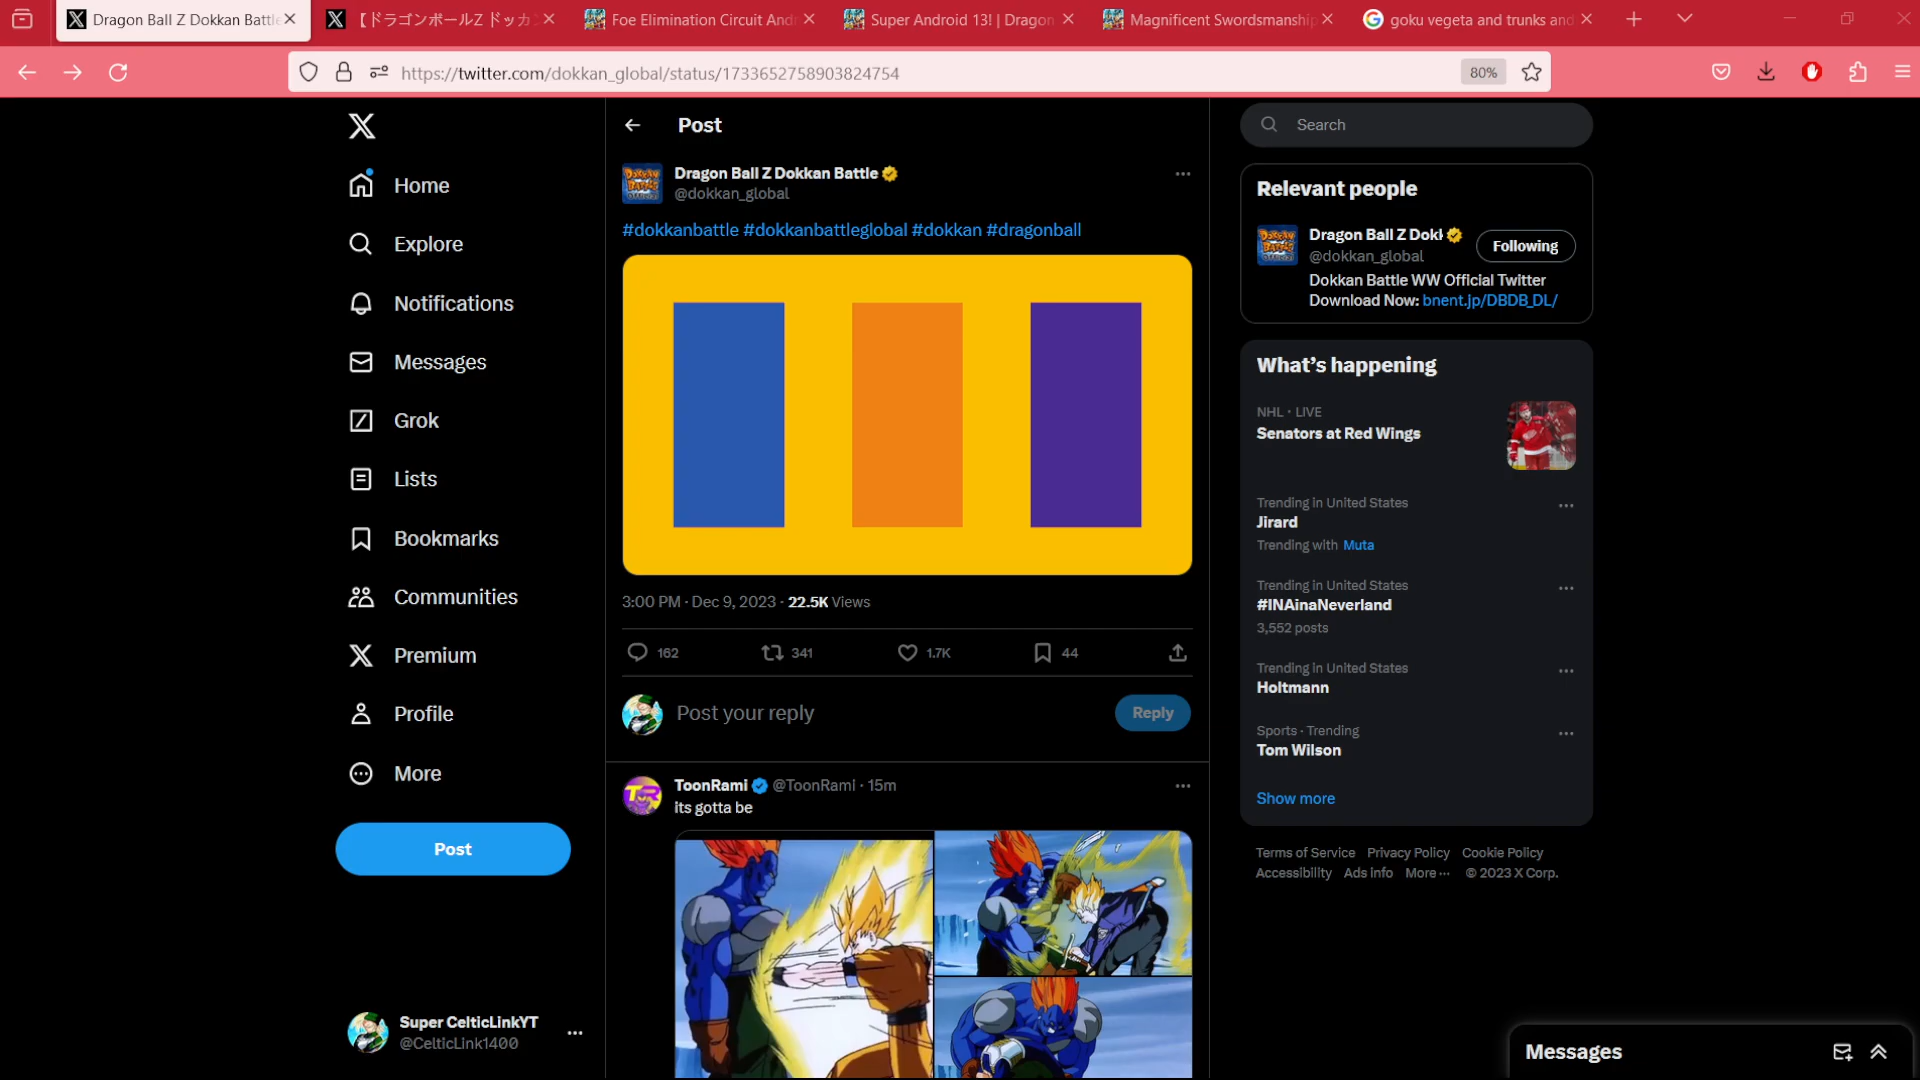 Dragon Ball Z Dokkan Battle
【ドラゴンボールZ ドッカン
Foe Elimination Circuit Andr
Super Android 13! | Dragon
Magnificent Swordsmanship
goku vegeta and trunks and
https://twitter.com/dokkan_global/status/1733652758903824754
80%
Home
Explore
Notifications
Messages
Grok
Lists
Bookmarks
Communities
Premium
Profile
More
Post
Super CelticLinkYT
@CelticLink1400
Post
Dragon Ball Z Dokkan Battle
@dokkan_global
#dokkanbattle #dokkanbattleglobal #dokkan #dragonball
3:00 PM · Dec 9, 2023 · 22.5K Views
162
341
1.7K
44
Post your reply
Reply
ToonRami @ToonRami · 15m
its gotta be
Search
Relevant people
Dragon Ball Z Dokk
@dokkan_global
Following
Dokkan Battle WW Official Twitter
Download Now: bnent.jp/DBDB_DL/
What's happening
NHL · LIVE
Senators at Red Wings
Trending in United States
Jirard
Trending with Muta
Trending in United States
#INAinaNeverland
3,552 posts
Trending in United States
Holtmann
Sports · Trending
Tom Wilson
Show more
Terms of Service Privacy Policy Cookie Policy
Accessibility Ads info More ··· © 2023 X Corp.
Messages